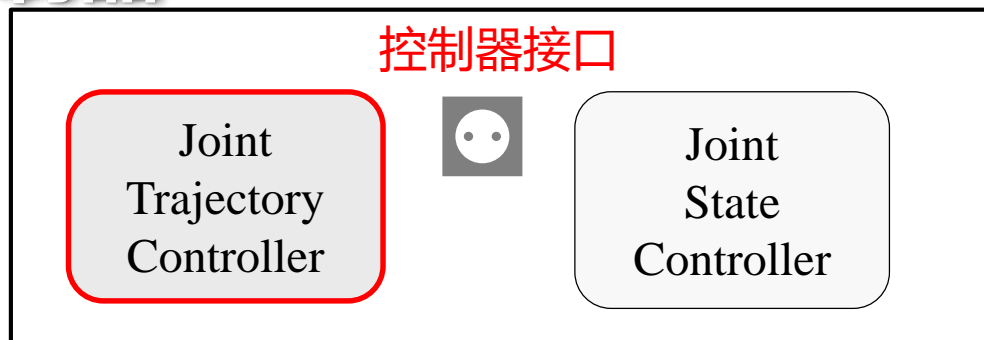 控制器接口
Joint
Trajectory
Controller
Joint
State
Controller